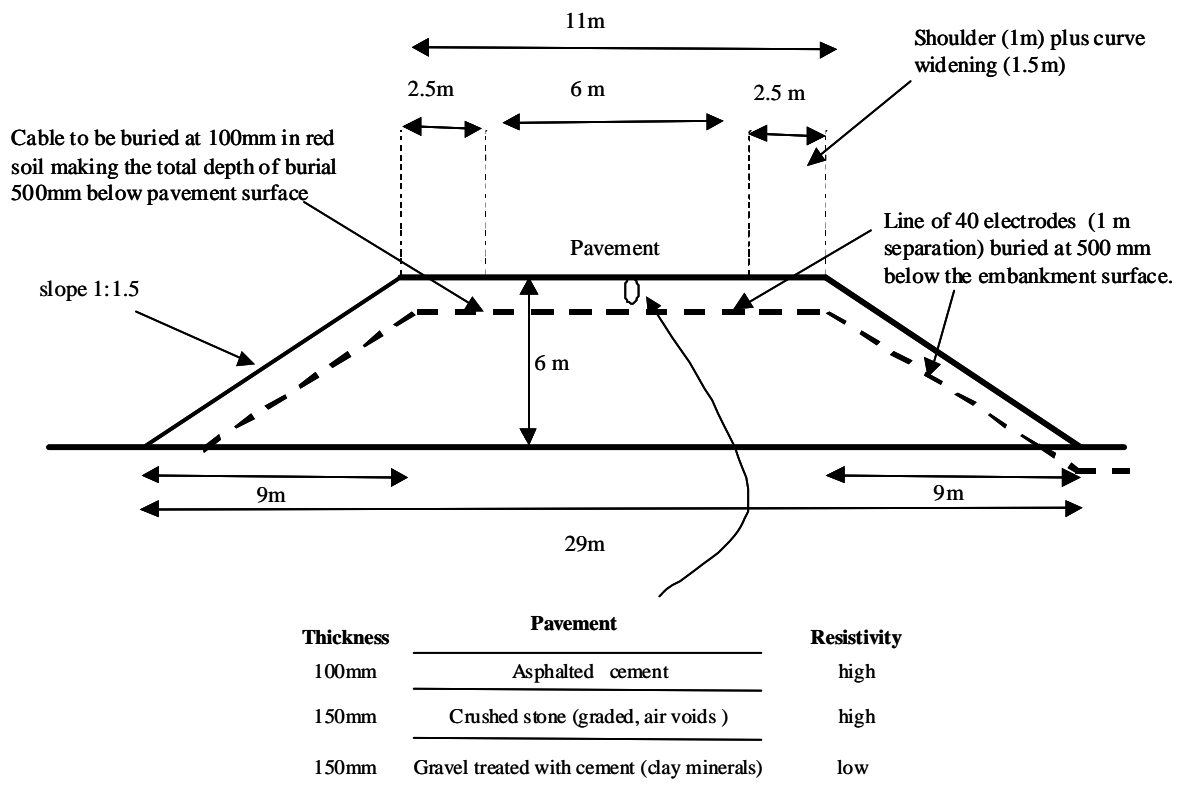 11m
Shoulder (1m) plus curve
widening (1.5m)
2.5m
6 m
2.5 m
Cable to be buried at 100mm in red
soil making the total depth of burial
500mm below pavement surface
Line of 40 electrodes (1 m
separation) buried at 500 mm
below the embankment surface.
Pavement
slope 1:1.5
6 m
9m
9m
29m
Pavement
Thickness
Resistivity
100mm Asphalted cement high
150mm Crushed stone (graded, air voids ) high
150mm Gravel treated with cement (clay minerals) low